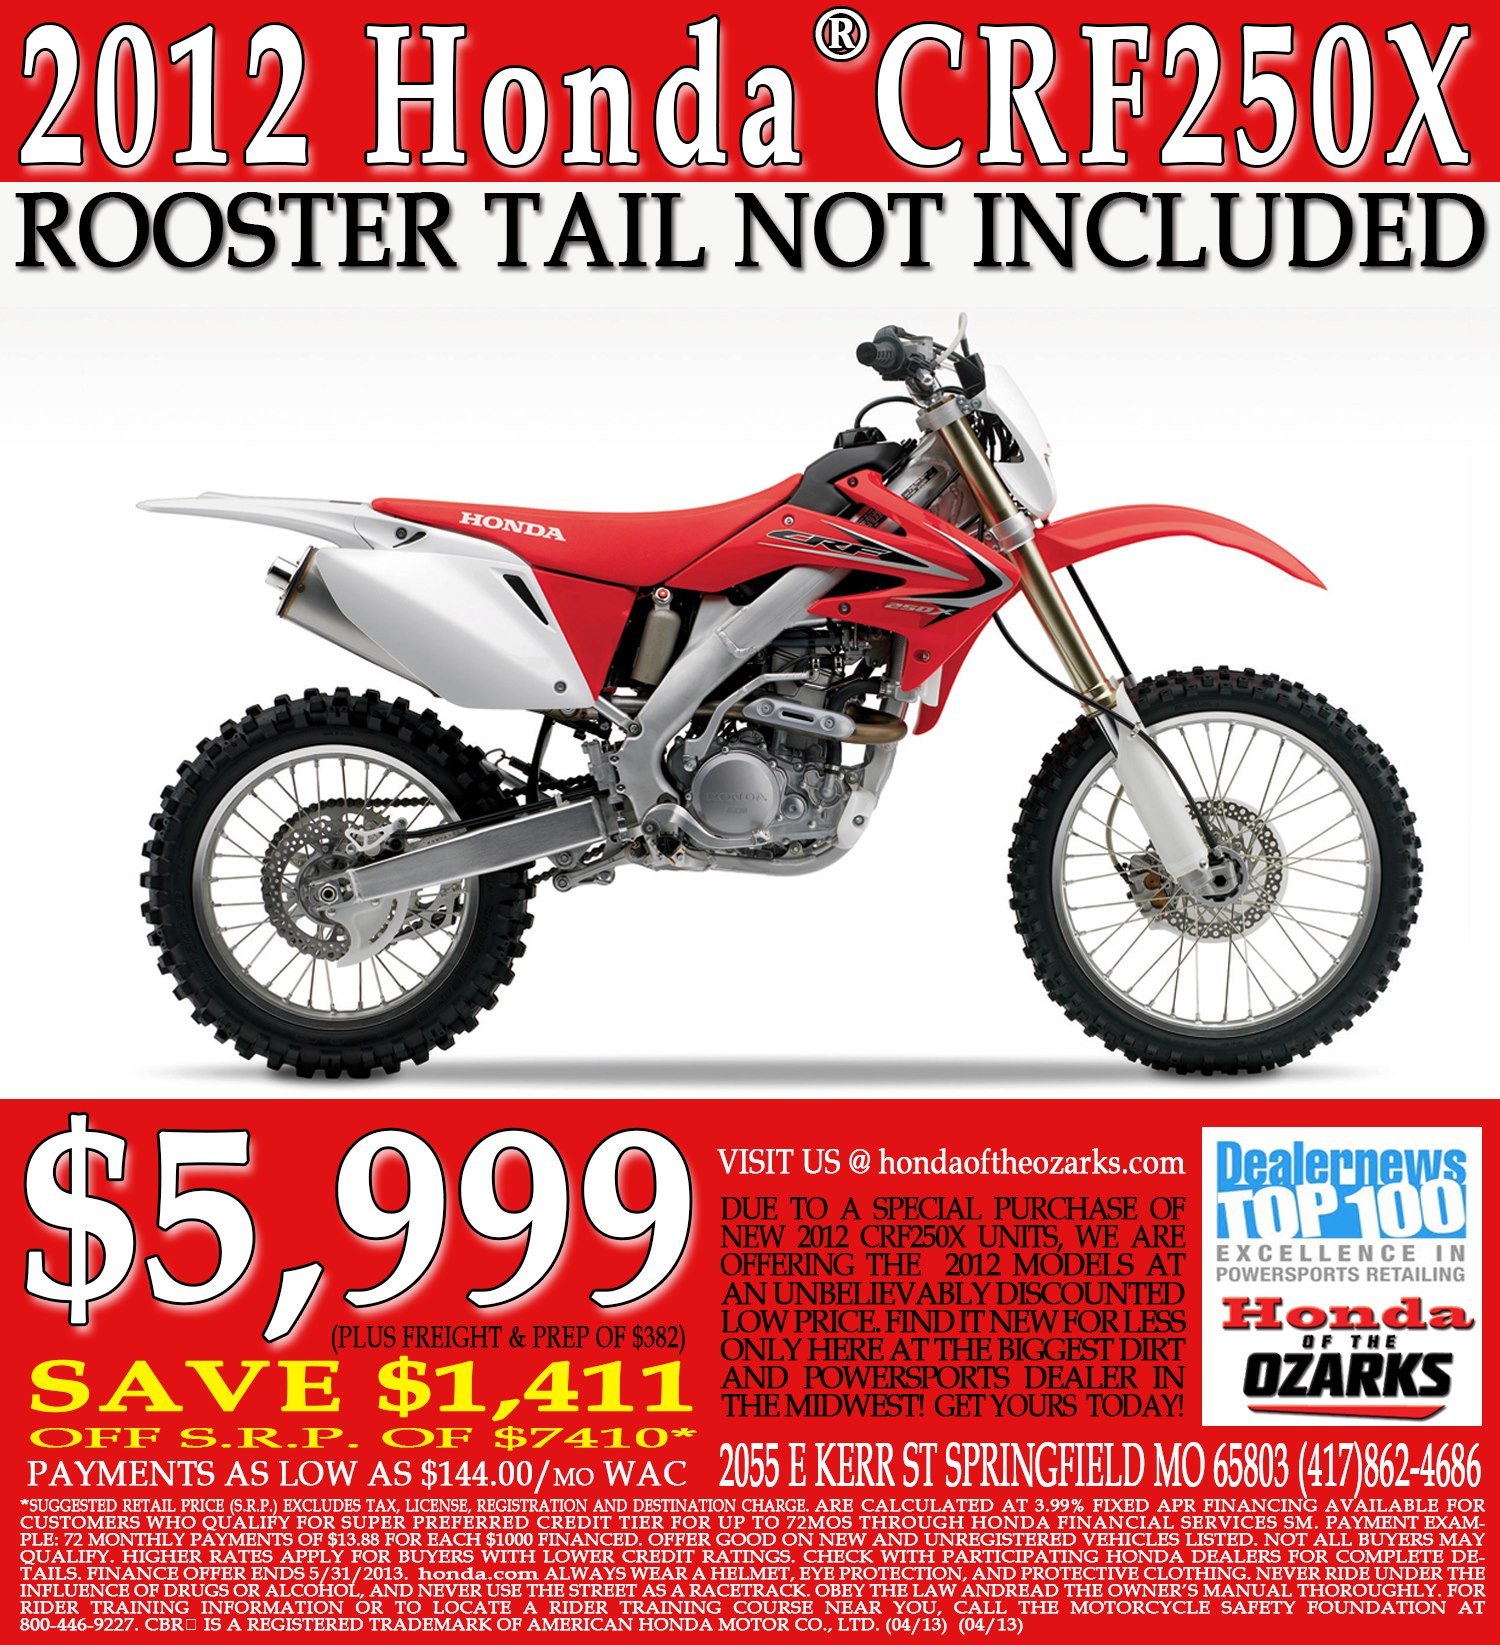 2012 Honda® CRF250X
ROOSTER TAIL NOT INCLUDED
HONDA
CRF
250X
HONDA
$5,999
(PLUS FREIGHT & PREP OF $382)
SAVE $1,411
OFF S.R.P. OF $7410*
PAYMENTS AS LOW AS $144.00/MO WAC
VISIT US @ hondaoftheozarks.com
DUE TO A SPECIAL PURCHASE OF
NEW 2012 CRF250X UNITS, WE ARE
OFFERING THE 2012 MODELS AT
AN UNBELIEVABLY DISCOUNTED
LOW PRICE. FIND IT NEW FOR LESS
ONLY HERE AT THE BIGGEST DIRT
AND POWERSPORTS DEALER IN
THE MIDWEST! GET YOURS TODAY!
Dealernews
TOP 100
EXCELLENCE IN
POWERSPORTS RETAILING
Honda
OF THE
OZARKS
2055 E KERR ST SPRINGFIELD MO 65803 (417)862-4686
*SUGGESTED RETAIL PRICE (S.R.P.) EXCLUDES TAX, LICENSE, REGISTRATION AND DESTINATION CHARGE. ARE CALCULATED AT 3.99% FIXED APR FINANCING AVAILABLE FOR
CUSTOMERS WHO QUALIFY FOR SUPER PREFERRED CREDIT TIER FOR UP TO 72MOS THROUGH HONDA FINANCIAL SERVICES SM. PAYMENT EXAM-
PLE: 72 MONTHLY PAYMENTS OF $13.88 FOR EACH $1000 FINANCED. OFFER GOOD ON NEW AND UNREGISTERED VEHICLES LISTED. NOT ALL BUYERS MAY
QUALIFY. HIGHER RATES APPLY FOR BUYERS WITH LOWER CREDIT RATINGS. CHECK WITH PARTICIPATING HONDA DEALERS FOR COMPLETE DE-
TAILS. FINANCE OFFER ENDS 5/31/2013. honda.com ALWAYS WEAR A HELMET, EYE PROTECTION, AND PROTECTIVE CLOTHING. NEVER RIDE UNDER THE
INFLUENCE OF DRUGS OR ALCOHOL, AND NEVER USE THE STREET AS A RACETRACK. OBEY THE LAW ANDREAD THE OWNER'S MANUAL THOROUGHLY. FOR
RIDER TRAINING INFORMATION OR TO LOCATE A RIDER TRAINING COURSE NEAR YOU, CALL THE MOTORCYCLE SAFETY FOUNDATION AT
800-446-9227. CBR□ IS A REGISTERED TRADEMARK OF AMERICAN HONDA MOTOR CO., LTD. (04/13) (04/13)